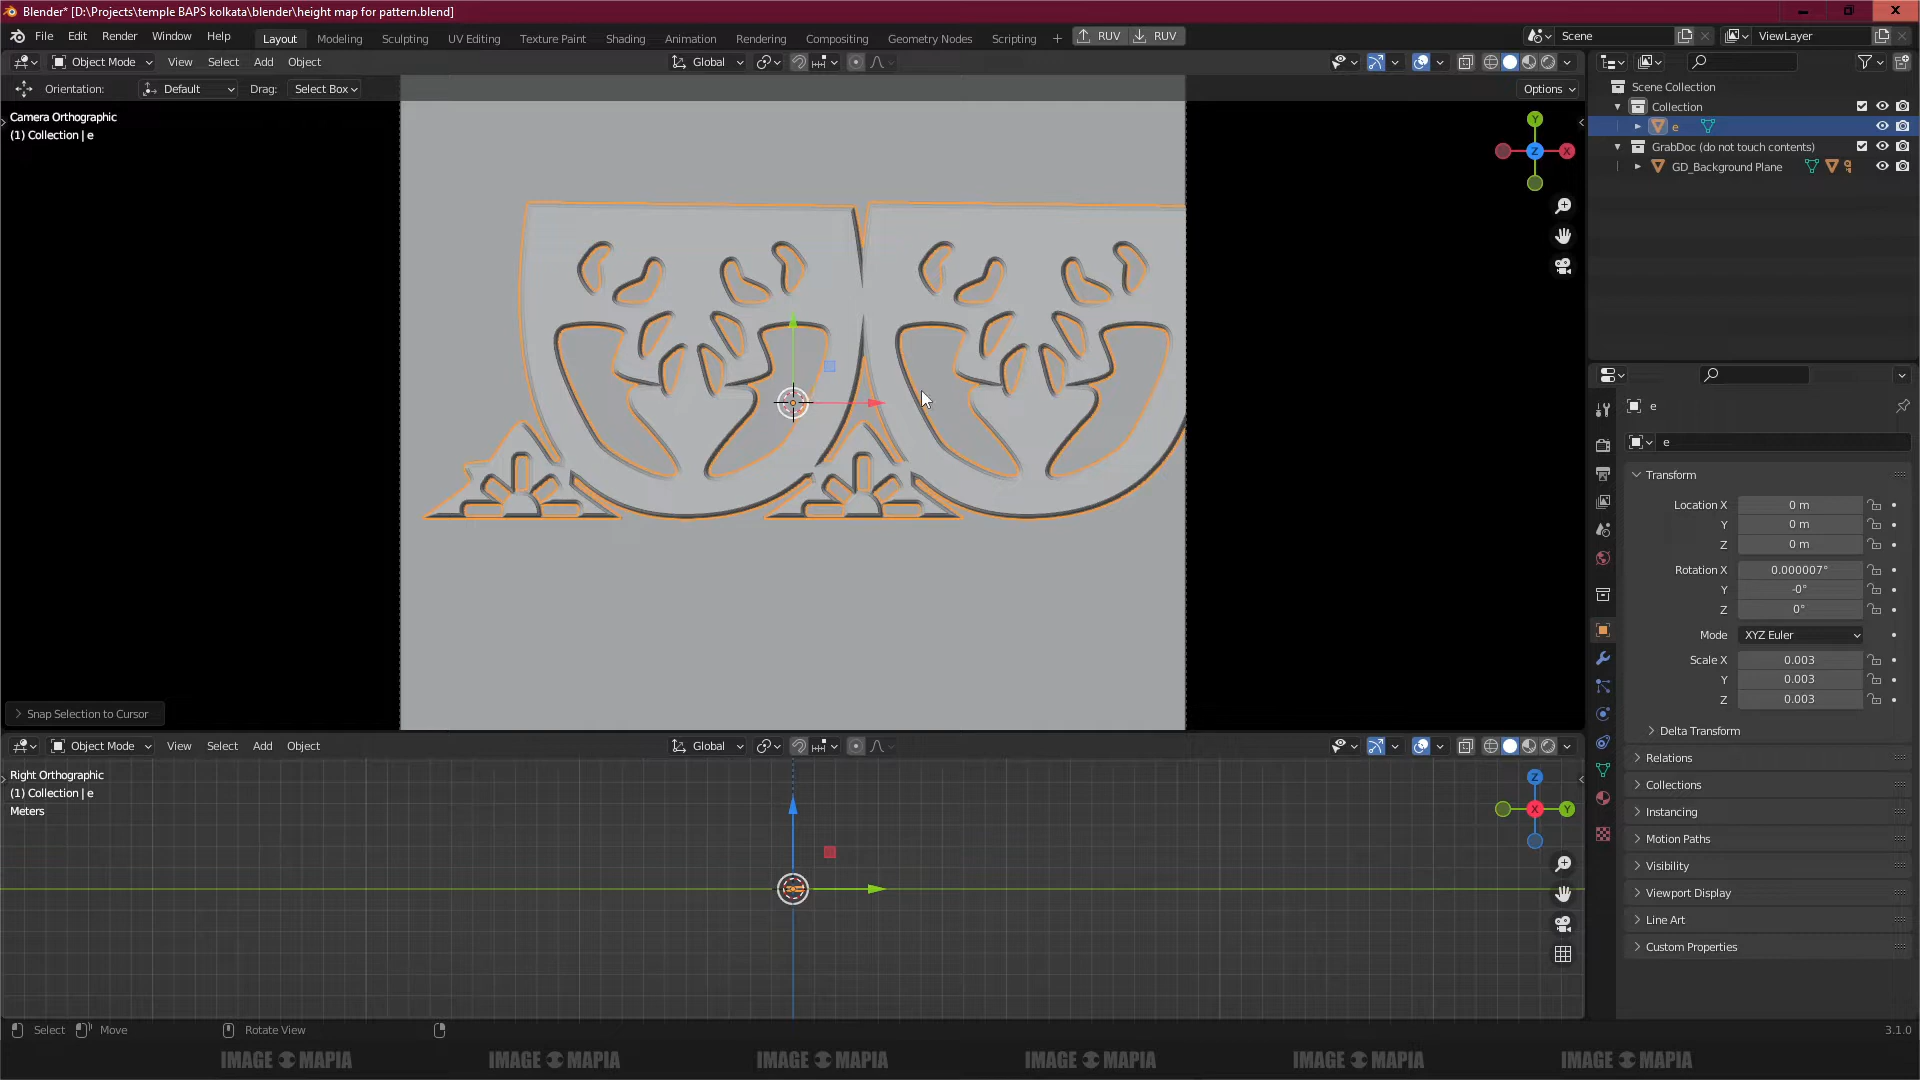 Blender* [D:\Projects\temple BAPS kolkata\blender\height map for pattern.blend]
File Edit Render Window Help Layout Modeling Sculpting UV Editing Texture Paint Shading Animation Rendering Compositing Geometry Nodes Scripting + RUV RUV Scene ViewLayer
Object Mode View Select Add Object Global
Orientation: Default Drag: Select Box Options
Camera Orthographic
(1) Collection | e
Y
Z
X
Scene Collection
Collection
e
GrabDoc (do not touch contents)
GD_Background Plane
e
e
Transform
Location X 0 m
Y 0 m
Z 0 m
Rotation X 0.000007°
Y -0°
Z 0°
Mode XYZ Euler
Scale X 0.003
Y 0.003
Z 0.003
Delta Transform
Relations
Collections
Instancing
Motion Paths
Visibility
Viewport Display
Line Art
Custom Properties
Snap Selection to Cursor
Object Mode View Select Add Object Global
Right Orthographic
(1) Collection | e
Meters
Z
X
Y
Select Move Rotate View 3.1.0
IMAGE MAPIA IMAGE MAPIA IMAGE MAPIA IMAGE MAPIA IMAGE MAPIA IMAGE MAPIA